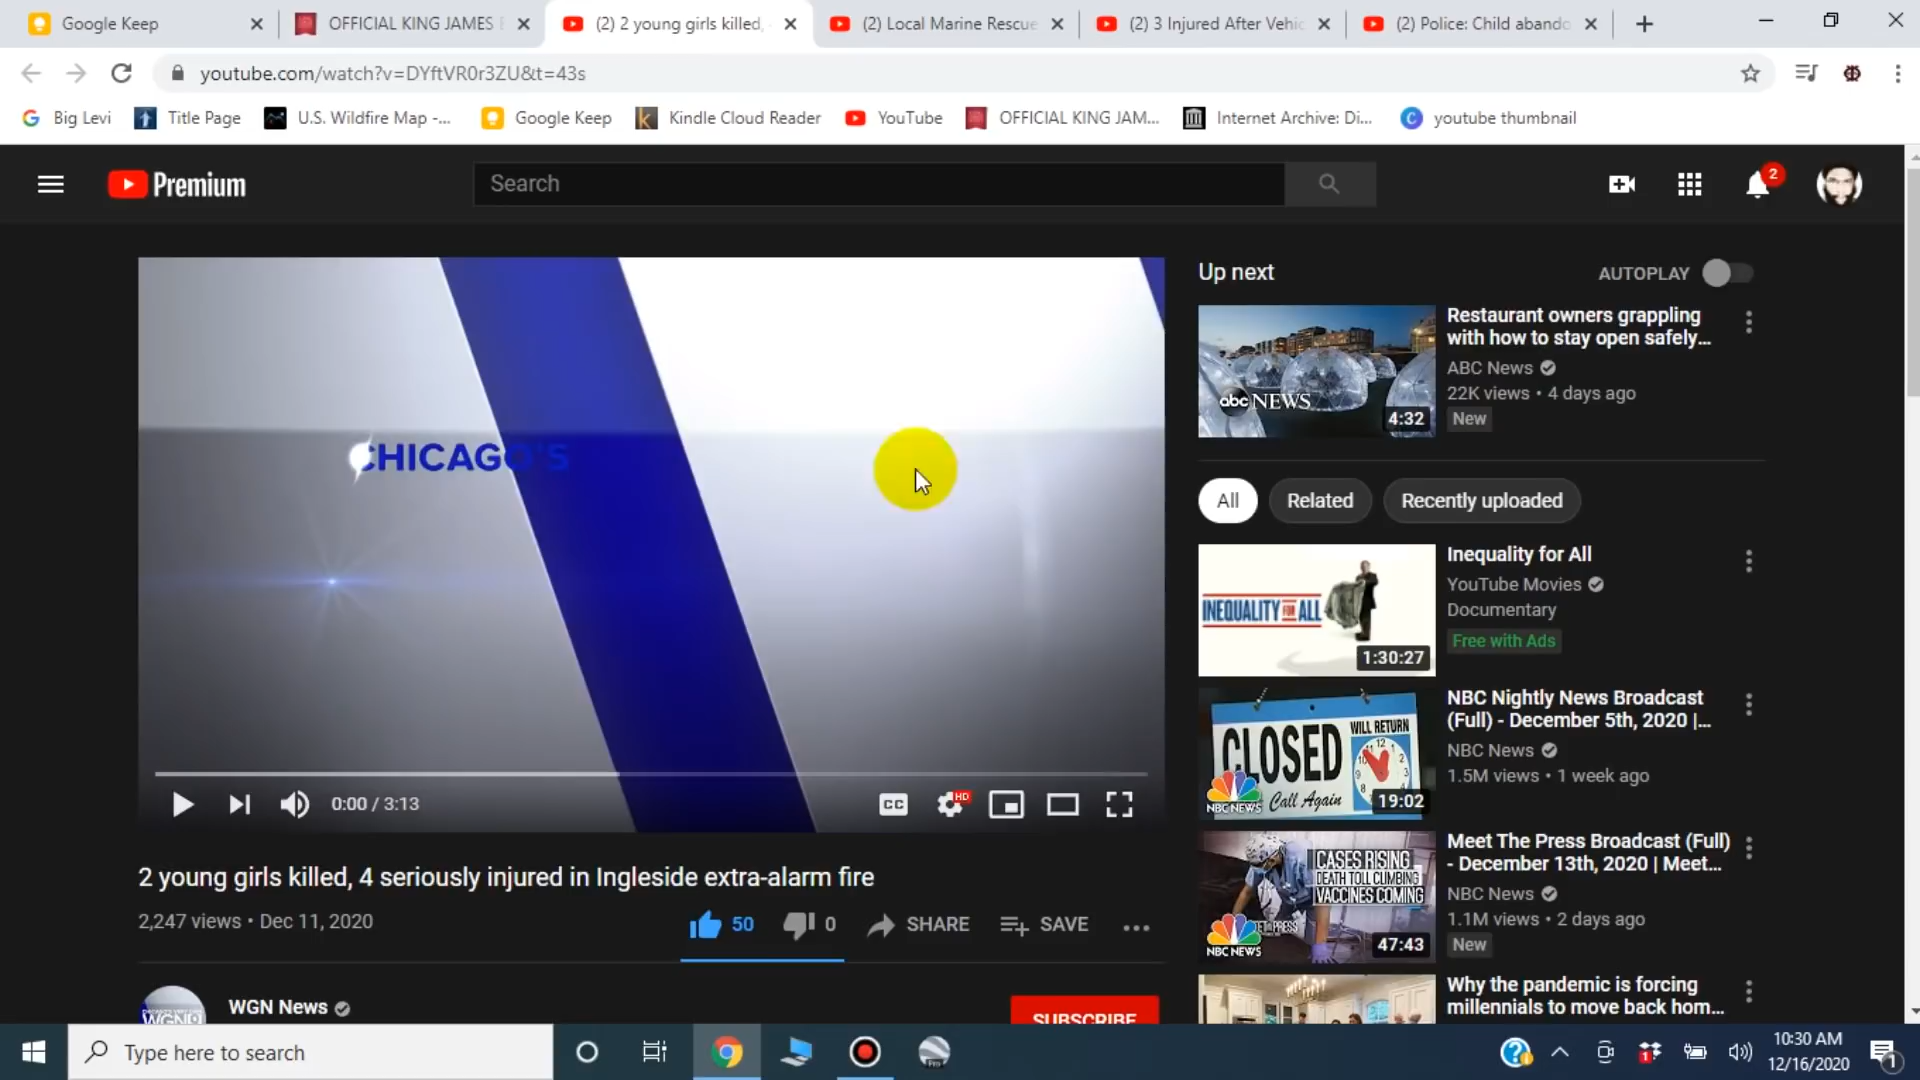 Google Keep
OFFICIAL KING JAMES
(2) 2 young girls killed,
(2) Local Marine Rescue
(2) 3 Injured After Vehic
(2) Police: Child abando
youtube.com/watch?v=DYftVR0r3ZU&t=43s
Big Levi
Title Page
U.S. Wildfire Map -...
Google Keep
Kindle Cloud Reader
YouTube
OFFICIAL KING JAM...
Internet Archive: Di...
youtube thumbnail
Premium
Search
2
CHICAGO'S
0:00 / 3:13
CC
HD
2 young girls killed, 4 seriously injured in Ingleside extra-alarm fire
2,247 views • Dec 11, 2020
50
0
SHARE
SAVE
WGN News
WGN9
SUBSCRIBE
Up next
AUTOPLAY
abc NEWS
4:32
Restaurant owners grappling
with how to stay open safely...
ABC News
22K views • 4 days ago
New
All
Related
Recently uploaded
INEQUALITY FOR ALL
1:30:27
Inequality for All
YouTube Movies
Documentary
Free with Ads
CLOSED
WILL RETURN
Call Again
NBC NEWS
19:02
NBC Nightly News Broadcast
(Full) - December 5th, 2020 |...
NBC News
1.5M views • 1 week ago
CASES RISING
DEATH TOLL CLIMBING
VACCINES COMING
NBC NEWS
47:43
Meet The Press Broadcast (Full)
- December 13th, 2020 | Meet...
NBC News
1.1M views • 2 days ago
New
Why the pandemic is forcing
millennials to move back hom...
Type here to search
10:30 AM
12/16/2020
1
1